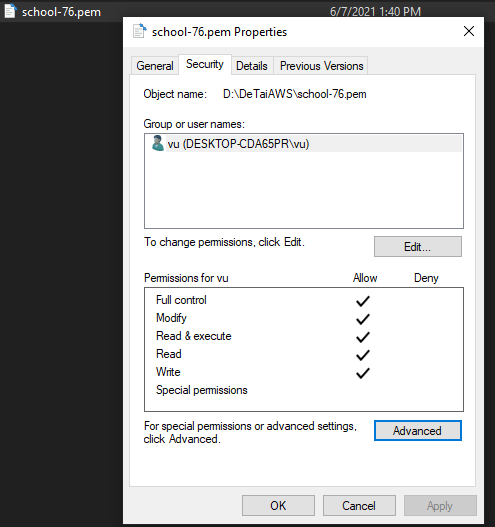 school-76.pem 6/7/2021 1:40 PM
school-76.pem Properties
General Security Details Previous Versions
Object name: D:\DeTaiAWS\school-76.pem
Group or user names:
vu (DESKTOP-CDA65PR\vu)
To change permissions, click Edit.
Edit...
Permissions for vu Allow Deny
Full control
Modify
Read & execute
Read
Write
Special permissions
For special permissions or advanced settings,
click Advanced.
Advanced
OK Cancel Apply